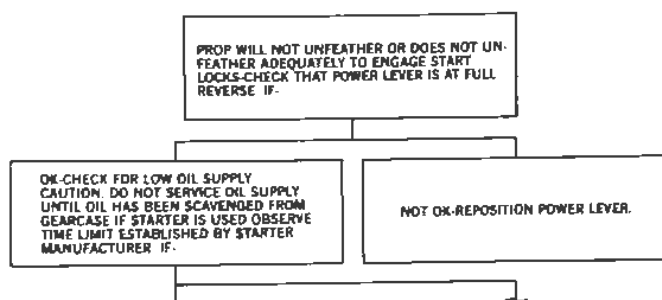 PROP WILL NOT UNFEATHER OR DOES NOT UN-
FEATHER ADEQUATELY TO ENGAGE START
LOCKS-CHECK THAT POWER LEVER IS AT FULL
REVERSE IF-
OK-CHECK FOR LOW OIL SUPPLY
CAUTION. DO NOT SERVICE OIL SUPPLY
UNTIL OIL HAS BEEN SCAVENGED FROM
GEARCASE IF STARTER IS USED OBSERVE
TIME LIMIT ESTABLISHED BY STARTER
MANUFACTURER IF-
NOT OK-REPOSITION POWER LEVER.